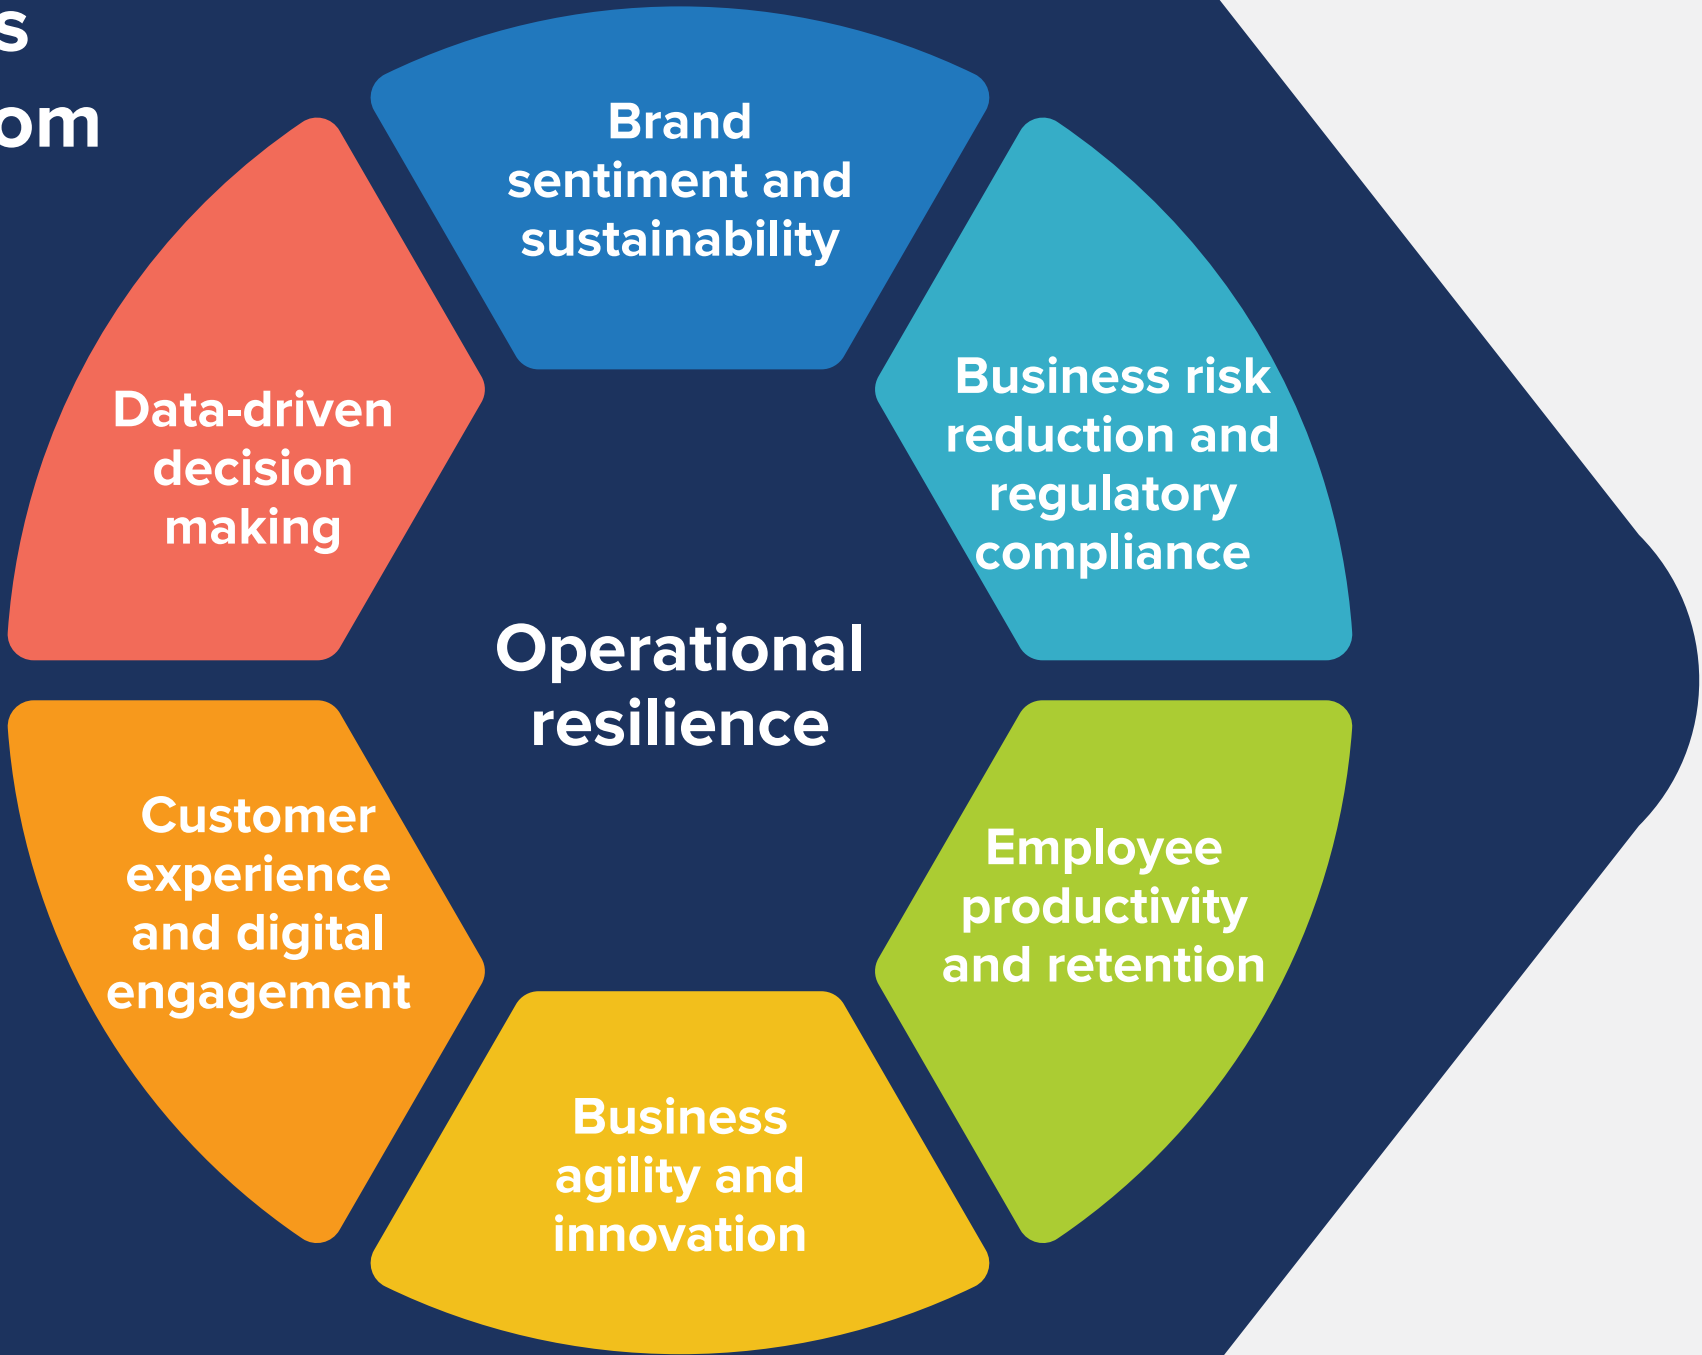 Brand
sentiment and
sustainability
Business risk
reduction and
regulatory
compliance
Employee
productivity
and retention
Business
agility and
innovation
Customer
experience
and digital
engagement
Data-driven
decision
making
Operational
resilience